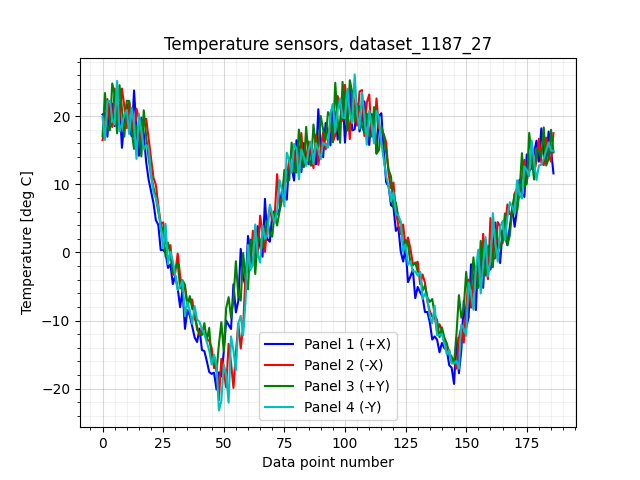 Temperature sensors, dataset_1187_27
Temperature [deg C]
20
10
0
−10
−20
Panel 1 (+X)
Panel 2 (-X)
Panel 3 (+Y)
Panel 4 (-Y)
0 25 50 75 100 125 150 175
Data point number